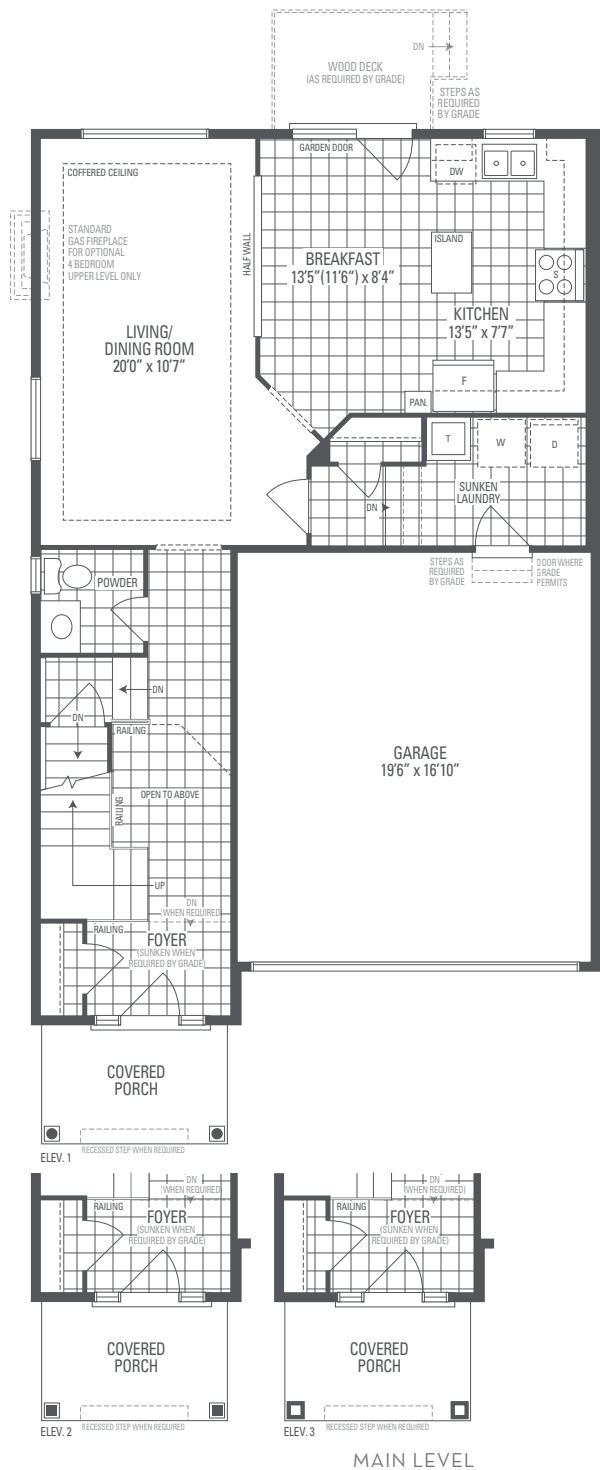 DN
WOOD DECK
(AS REQUIRED BY GRADE)
STEPS AS
REQUIRED
BY GRADE
COFFERED CEILING
GARDEN DOOR
DW
STANDARD
GAS FIREPLACE
FOR OPTIONAL
4 BEDROOM
UPPER LEVEL ONLY
HALF WALL
ISLAND
BREAKFAST
13'5"(11'6") x 8'4"
S
KITCHEN
13'5" x 7'7"
LIVING/
DINING ROOM
20'0" x 10'7"
F
PAN.
T
W
D
SUNKEN
LAUNDRY
DN
STEPS AS
REQUIRED
BY GRADE
DOOR WHERE
GRADE
PERMITS
POWDER
DN
DN
RAILING
GARAGE
19'6" x 16'10"
OPEN TO ABOVE
RAILING
UP
DN
(WHEN REQUIRED)
RAILING
FOYER
(SUNKEN WHEN
REQUIRED BY GRADE)
COVERED
PORCH
RECESSED STEP WHEN REQUIRED
ELEV. 1
DN
(WHEN REQUIRED)
RAILING
FOYER
(SUNKEN WHEN
REQUIRED BY GRADE)
COVERED
PORCH
RECESSED STEP WHEN REQUIRED
ELEV. 2
DN
(WHEN REQUIRED)
RAILING
FOYER
(SUNKEN WHEN
REQUIRED BY GRADE)
COVERED
PORCH
RECESSED STEP WHEN REQUIRED
ELEV. 3
MAIN LEVEL